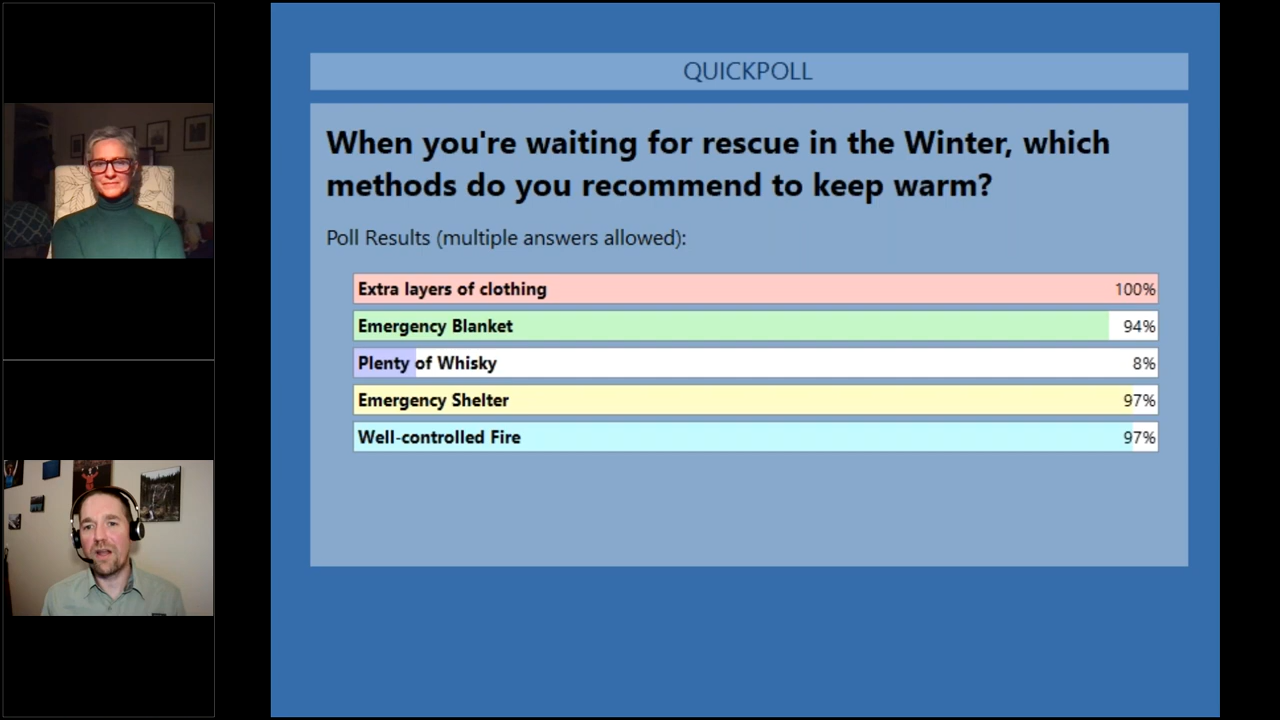 QUICKPOLL
When you're waiting for rescue in the Winter, which
methods do you recommend to keep warm?
Poll Results (multiple answers allowed):
Extra layers of clothing 100%
Emergency Blanket 94%
Plenty of Whisky 8%
Emergency Shelter 97%
Well-controlled Fire 97%